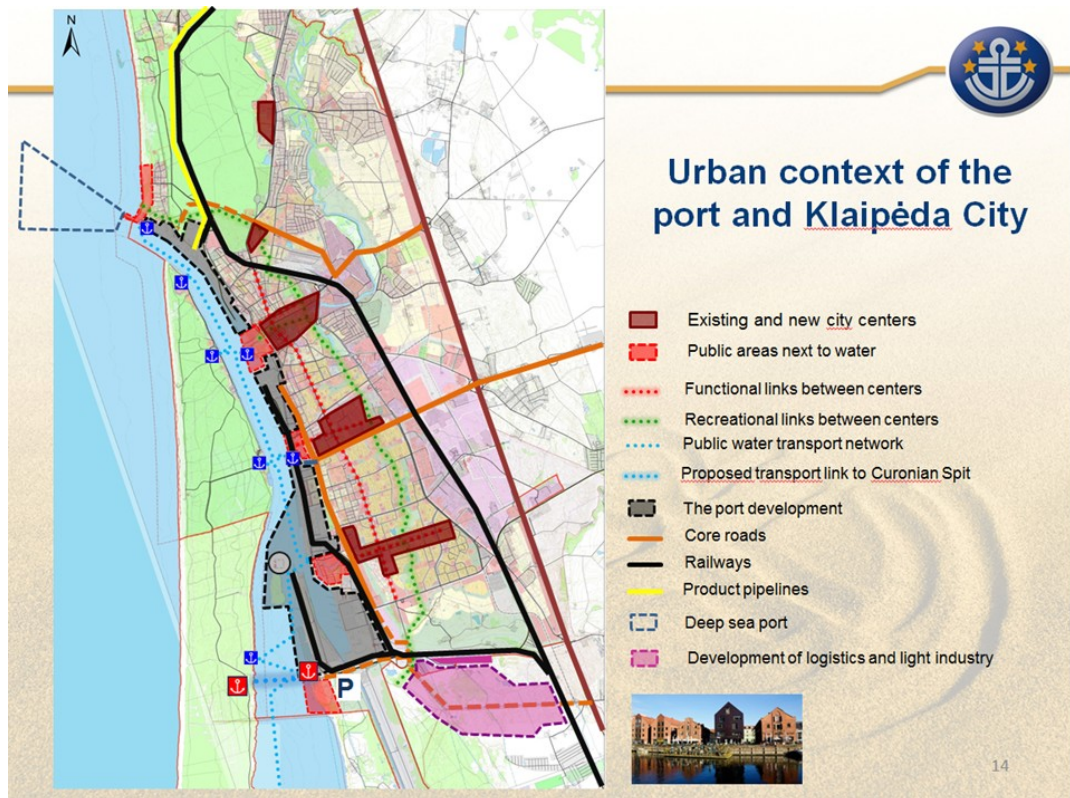 N
Urban context of the
port and Klaipėda City
Existing and new city centers
Public areas next to water
Functional links between centers
Recreational links between centers
Public water transport network
Proposed transport link to Curonian Spit
The port development
Core roads
Railways
Product pipelines
Deep sea port
Development of logistics and light industry
P
14